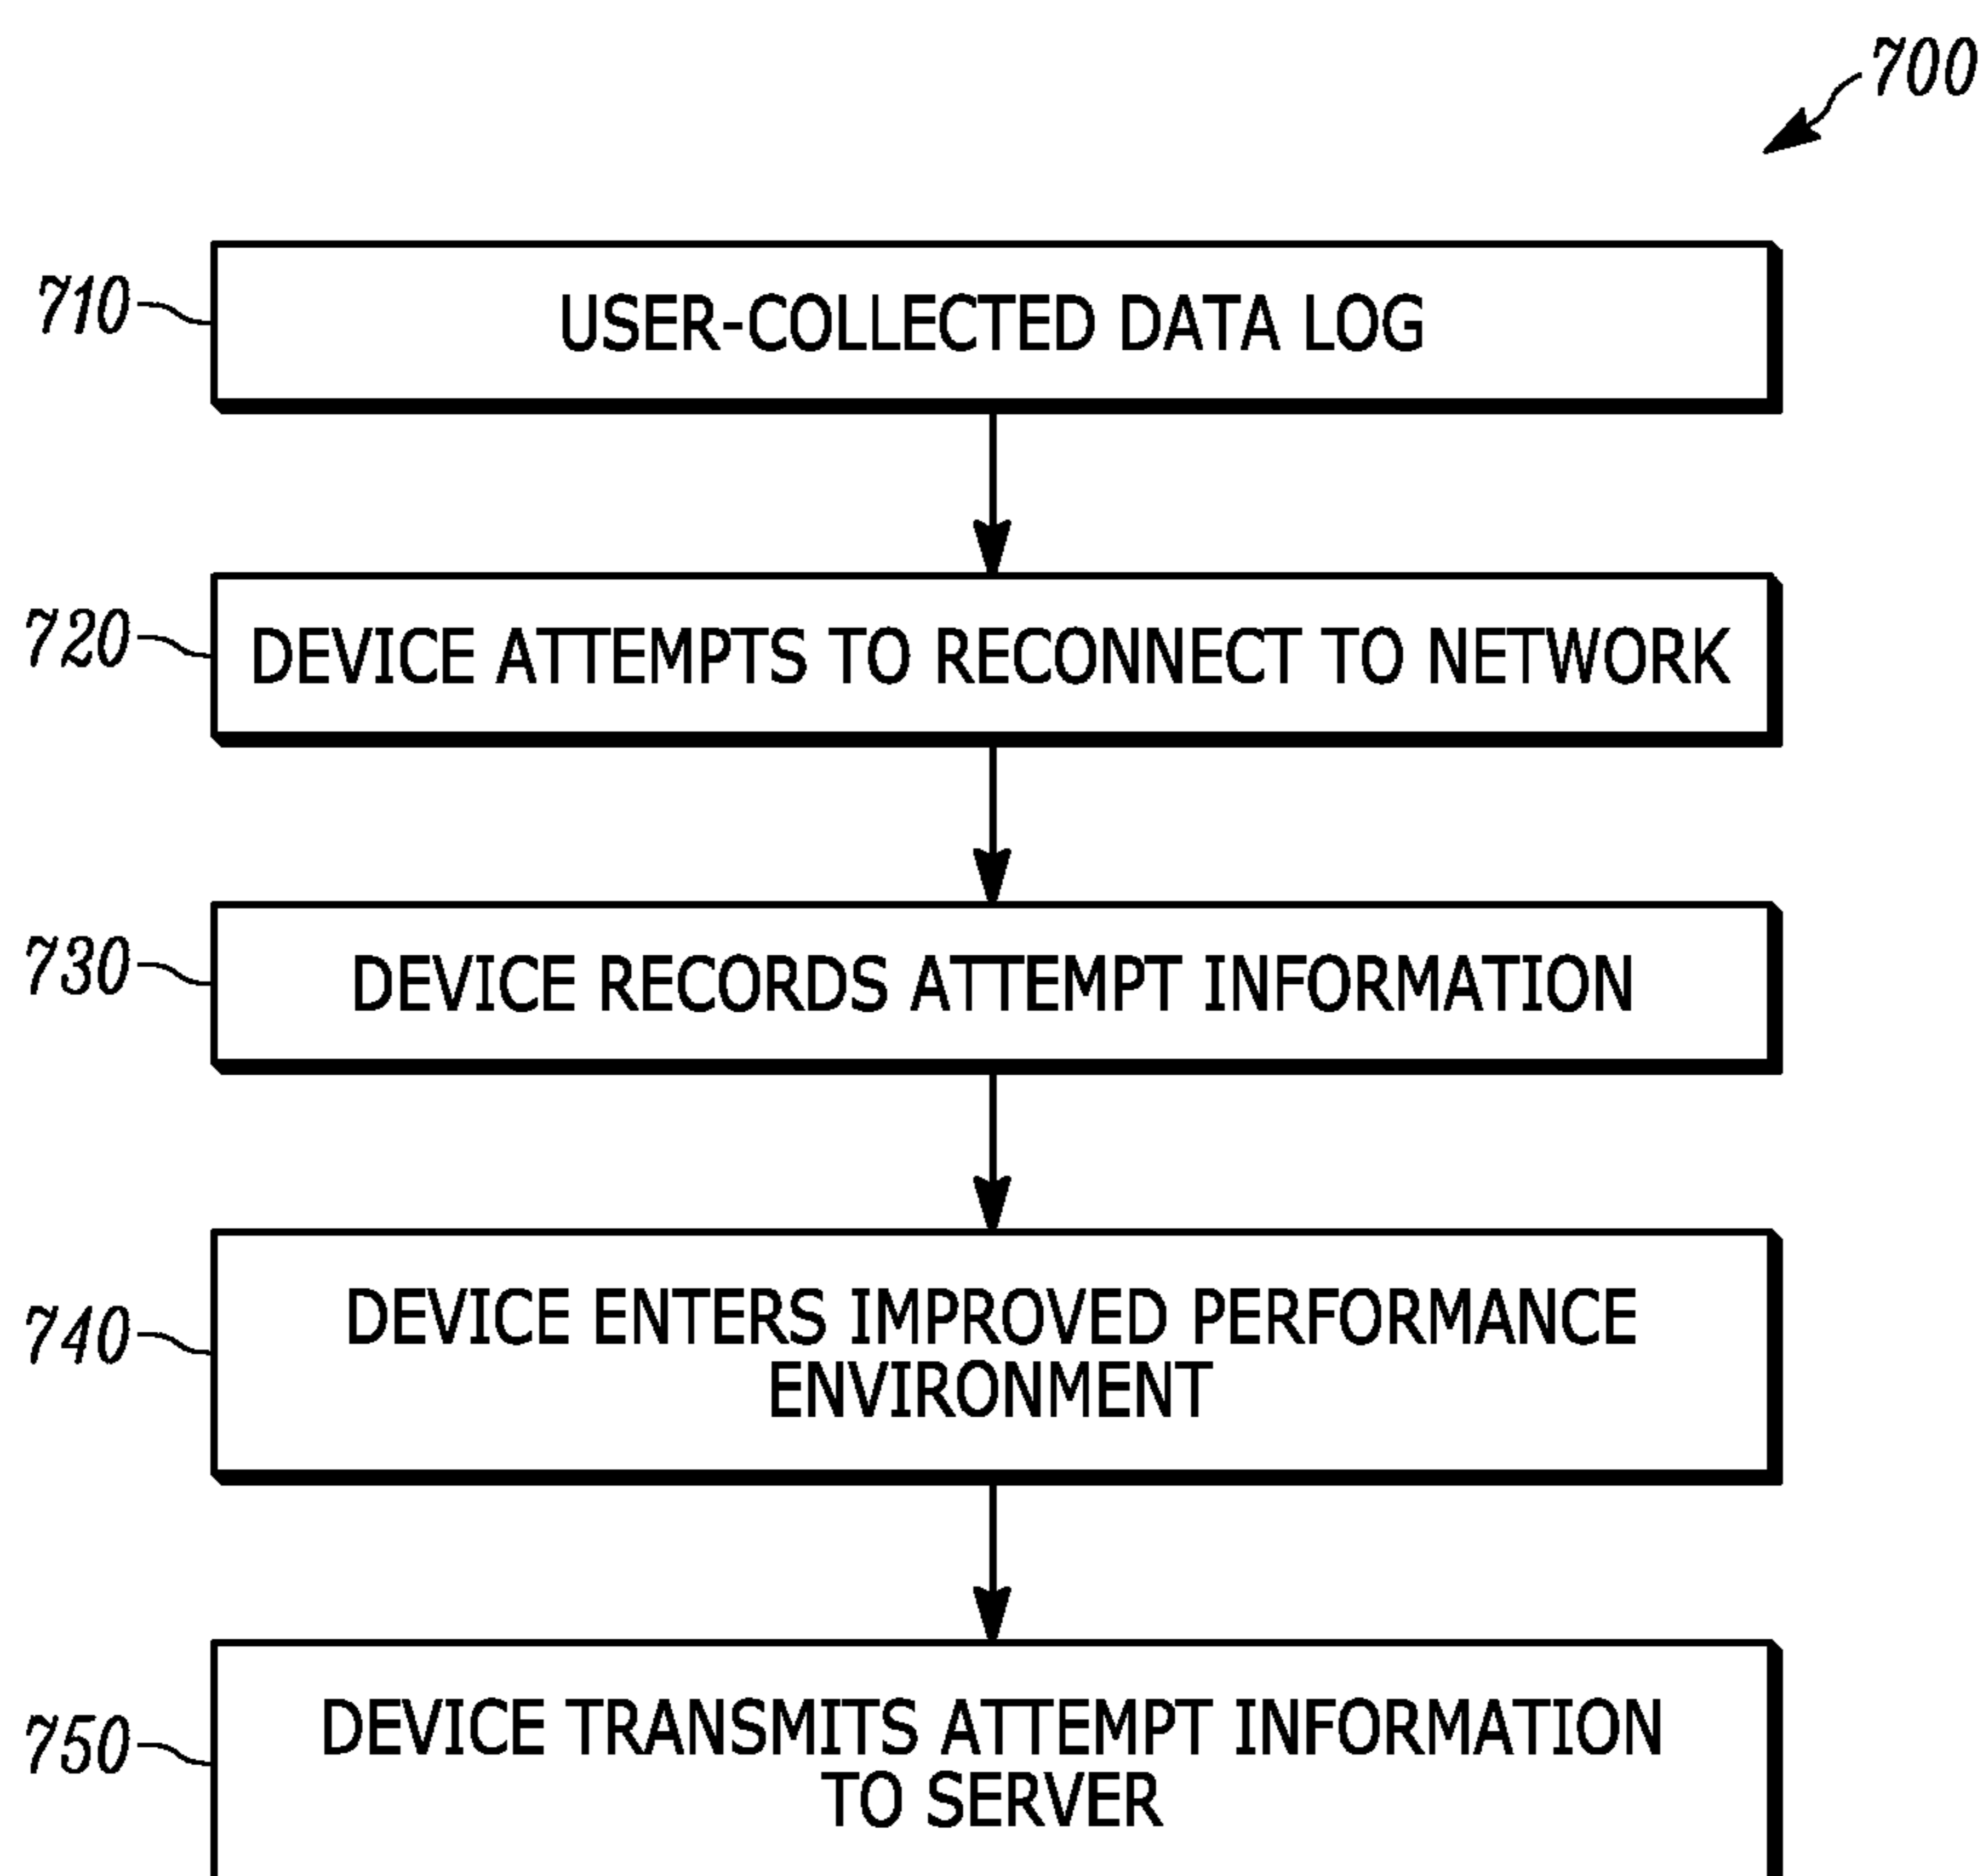 700
710
USER-COLLECTED DATA LOG
720
DEVICE ATTEMPTS TO RECONNECT TO NETWORK
730
DEVICE RECORDS ATTEMPT INFORMATION
740
DEVICE ENTERS IMPROVED PERFORMANCE
ENVIRONMENT
750
DEVICE TRANSMITS ATTEMPT INFORMATION
TO SERVER